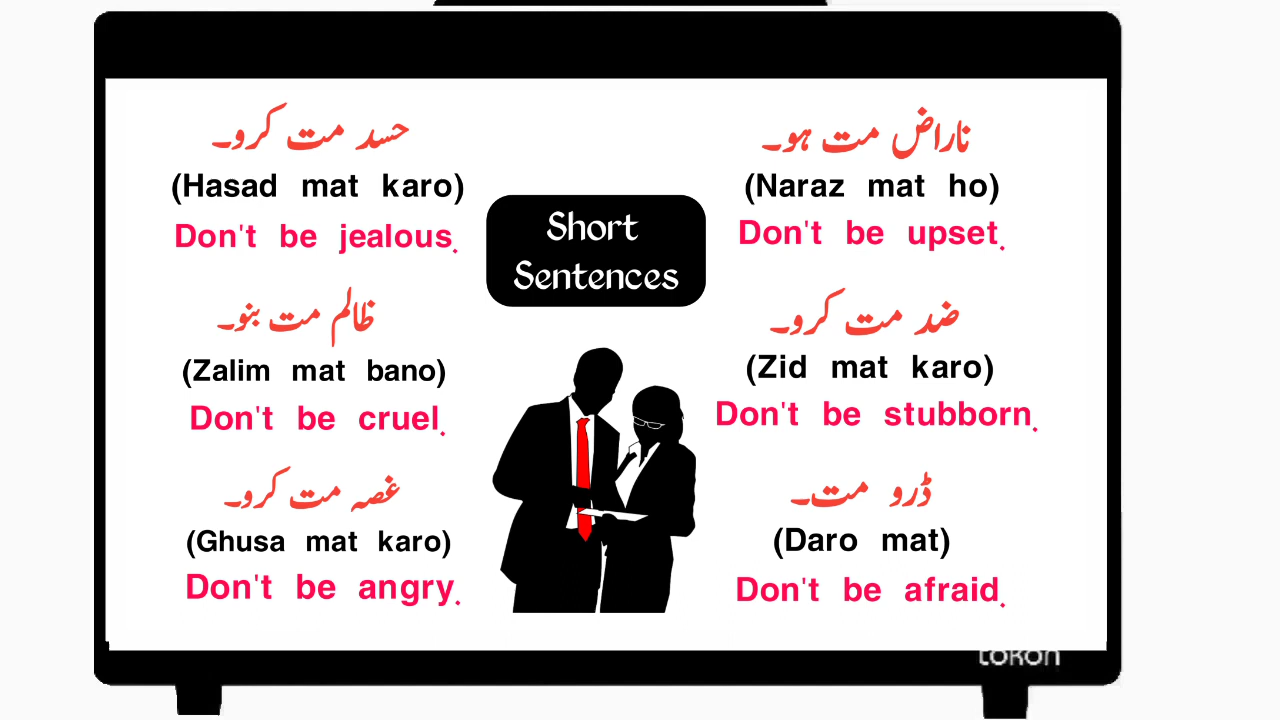 حسد مت کرو۔
(Hasad mat karo)
Don't be jealous.
ظالم مت بنو۔
(Zalim mat bano)
Don't be cruel.
غصہ مت کرو۔
(Ghusa mat karo)
Don't be angry.
Short
Sentences
ناراض مت ہو۔
(Naraz mat ho)
Don't be upset.
ضد مت کرو۔
(Zid mat karo)
Don't be stubborn.
ڈرو مت۔
(Daro mat)
Don't be afraid.